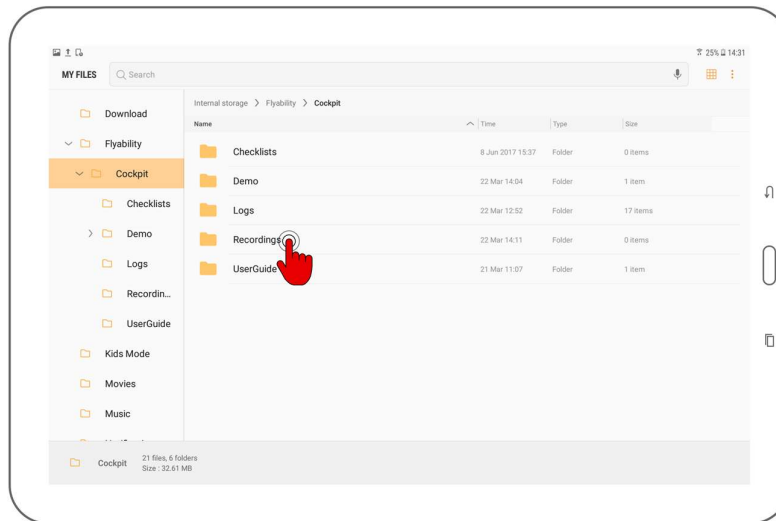 25% 14:31
MY FILES Search
Internal storage > Flyability > Cockpit
Name Time Type Size
Download
Flyability
Cockpit
Checklists
Demo
Logs
Recordin...
UserGuide
Kids Mode
Movies
Music
Checklists 8 Jun 2017 15:37 Folder 0 items
Demo 22 Mar 14:04 Folder 1 item
Logs 22 Mar 12:52 Folder 17 items
Recordings 22 Mar 14:11 Folder 0 items
UserGuide 21 Mar 11:07 Folder 1 item
Cockpit
21 files, 6 folders
Size : 32.61 MB